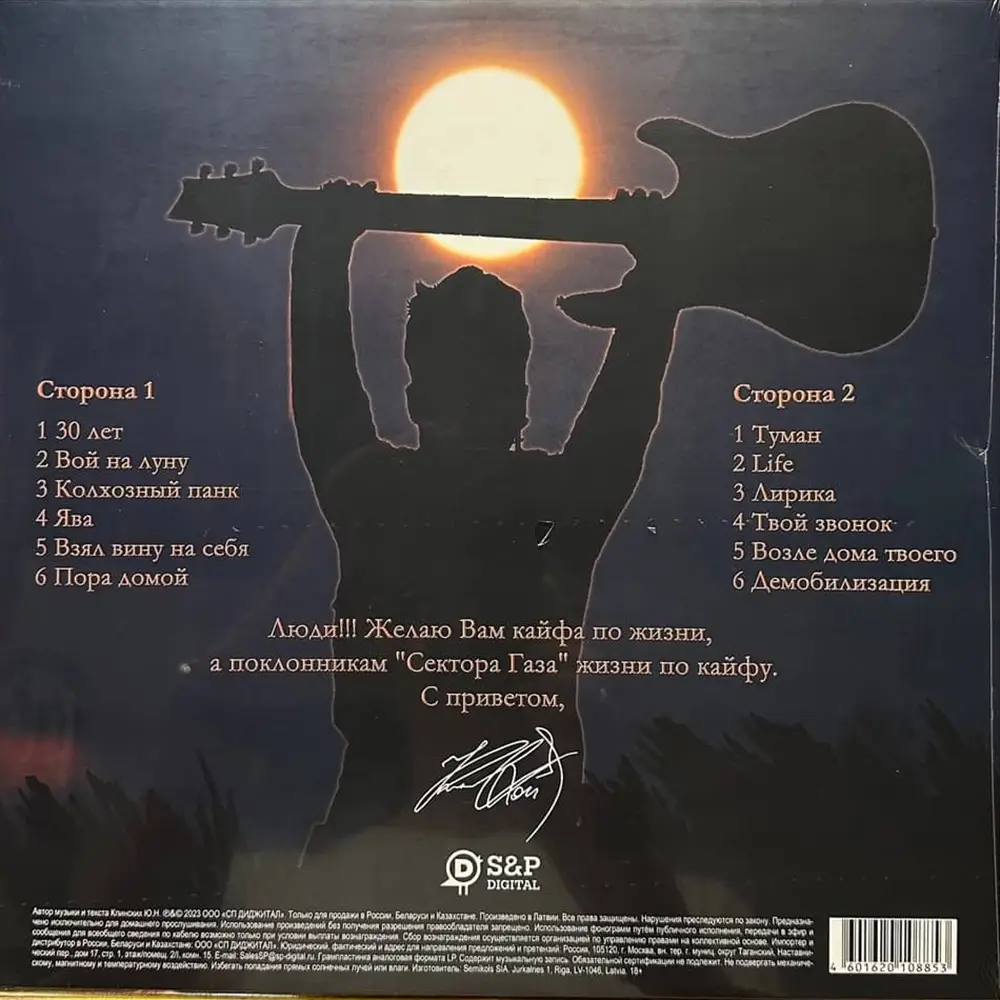 Сторона 1
1 30 лет
2 Вой на луну
3 Колхозный панк
4 Ява
5 Взял вину на себя
6 Пора домой
Сторона 2
1 Туман
2 Life
3 Лирика
4 Твой звонок
5 Возле дома твоего
6 Демобилизация
Люди!!! Желаю Вам кайфа по жизни,
а поклонникам "Сектора Газа" жизни по кайфу.
С приветом,
S&P
DIGITAL
Автор музыки и текста Клинских Ю.Н. ℗&© 2023 ООО «СП ДИДЖИТАЛ». Только для продажи в России, Беларуси и Казахстане. Произведено в Латвии. Все права защищены. Нарушения преследуются по закону. Предназна-
чено исключительно для домашнего прослушивания. Использование произведений без получения разрешения правообладателя запрещено. Использование фонограмм путём публичного исполнения, передачи в эфир и
сообщения для всеобщего сведения по кабелю возможно только при условии выплаты вознаграждения. Сбор вознаграждения осуществляется организацией по управлению правами на коллективной основе. Импортер и
дистрибутор в России, Беларуси и Казахстане: ООО «СП ДИДЖИТАЛ». Юридический, фактический и адрес для направления предложений и претензий: Россия, 105120, г. Москва, вн. тер. г. муниц. округ Таганский, Наставни-
ческий пер., дом 17, стр. 1, этаж/помещ. 2/I, комн. 15. E-mail: SalesSP@sp-digital.ru. Грампластинка аналоговая формата LP. Содержит музыкальную запись. Обязательной сертификации не подлежит. Не подвергать механиче-
скому, магнитному и температурному воздействию. Избегать попадания прямых солнечных лучей или влаги. Изготовитель: Semikols SIA, Jurkalnes 1, Riga, LV-1046, Latvia. 18+
4 601620 108853